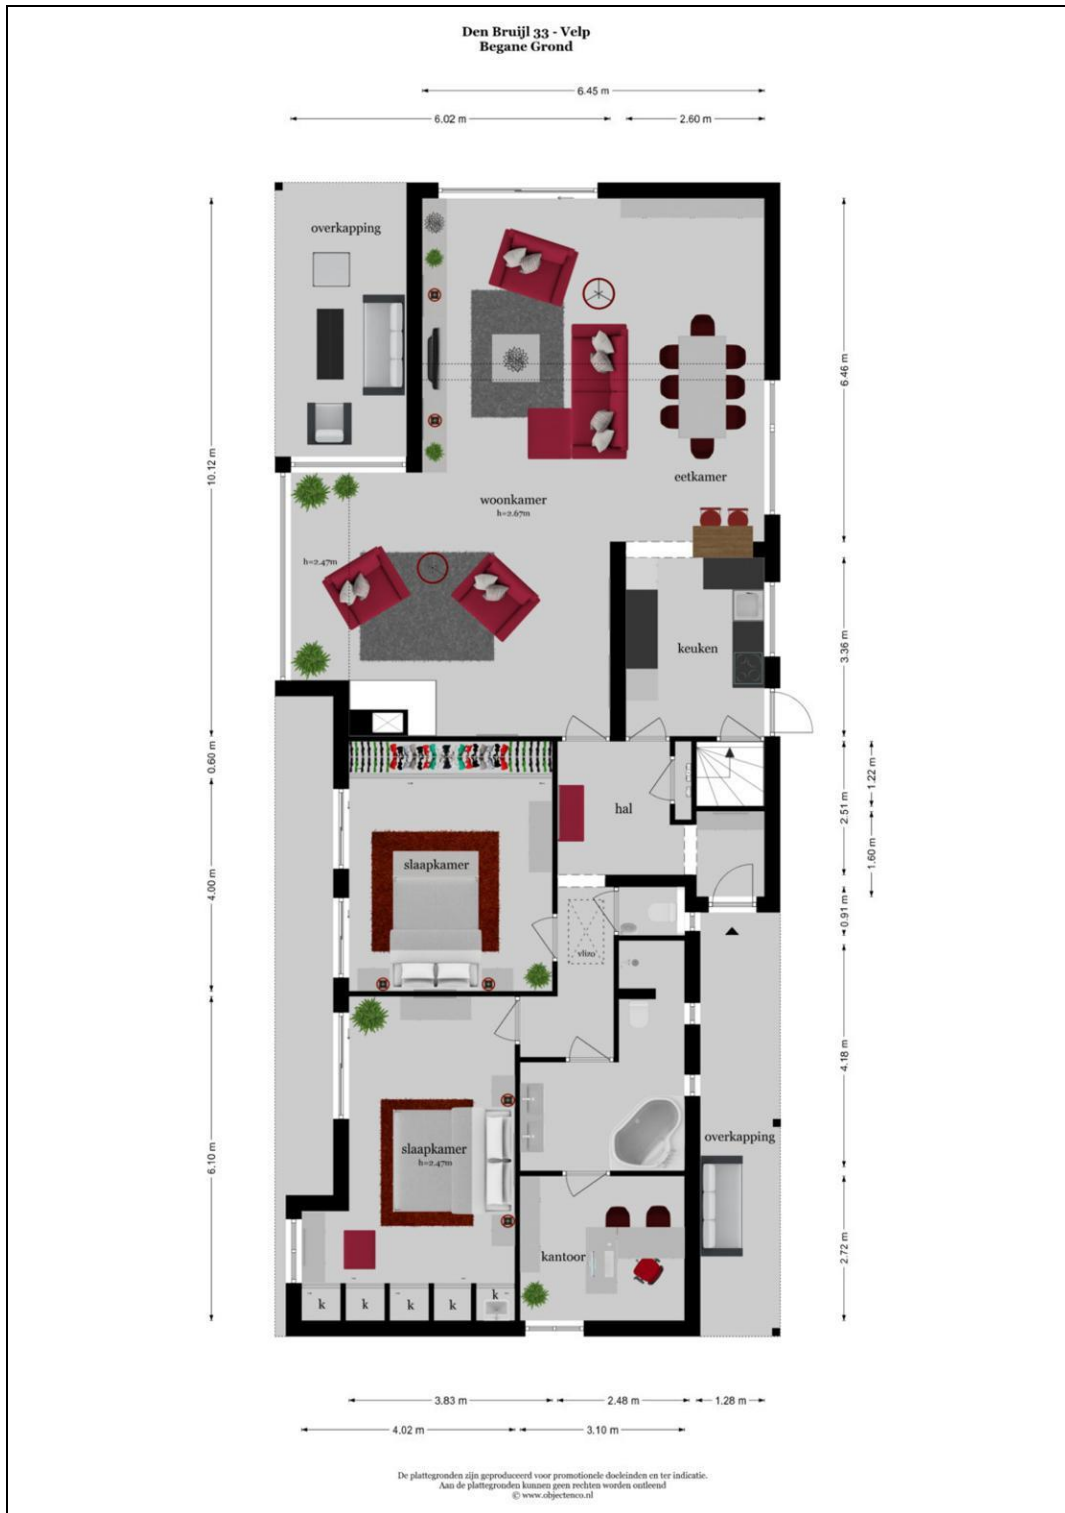 Den Bruijl 33 - Velp
Begane Grond
6.45 m
6.02 m
2.60 m
overkapping
10.12 m
6.46 m
eetkamer
woonkamer
h=2.67m
h=2.47m
keuken
3.36 m
0.60 m
1.22 m
2.51 m
hal
1.60 m
slaapkamer
4.00 m
0.91 m
vlizo
4.18 m
overkapping
slaapkamer
h=2.47m
6.10 m
2.72 m
kantoor
k
k
k
k
k
3.83 m
2.48 m
1.28 m
4.02 m
3.10 m
De plattegronden zijn geproduceerd voor promotionele doeleinden en ter indicatie.
Aan de plattegronden kunnen geen rechten worden ontleend
© www.objectenco.nl